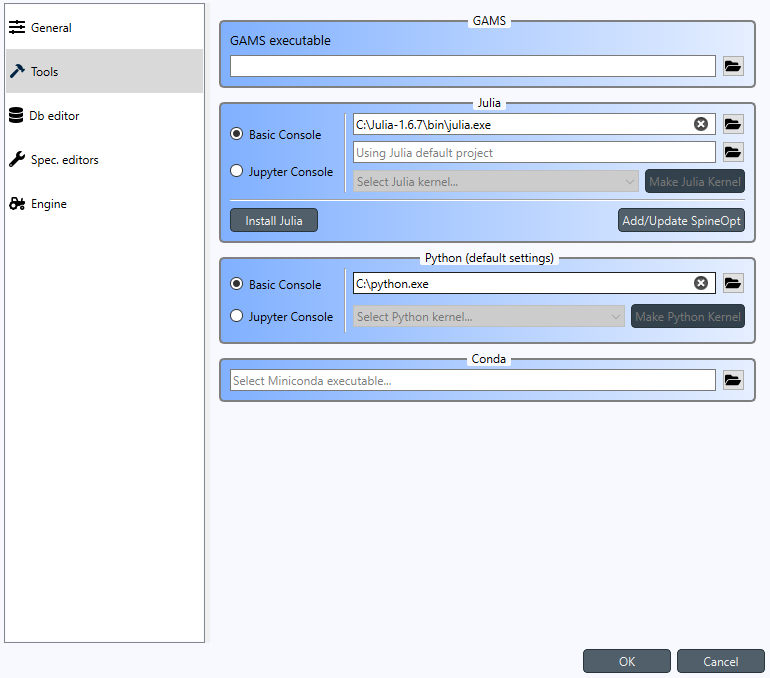 General
Tools
Db editor
Spec. editors
Engine
GAMS
GAMS executable
Julia
Basic Console
C:\Julia-1.6.7\bin\julia.exe
Using Julia default project
Jupyter Console
Select Julia kernel...
Make Julia Kernel
Install Julia
Add/Update SpineOpt
Python (default settings)
Basic Console
C:\python.exe
Jupyter Console
Select Python kernel...
Make Python Kernel
Conda
Select Miniconda executable...
OK
Cancel